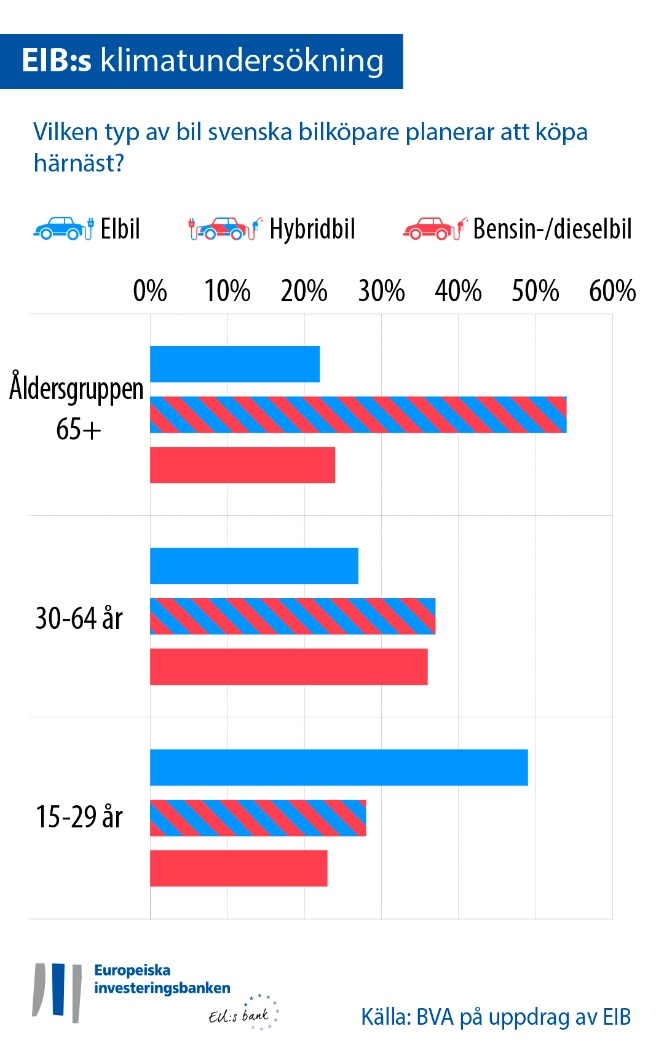 EIB:s klimatundersökning
Vilken typ av bil svenska bilköpare planerar att köpa
härnäst?
Elbil Hybridbil Bensin-/dieselbil
0% 10% 20% 30% 40% 50% 60%
Åldersgruppen
65+
30-64 år
15-29 år
Europeiska
investeringsbanken
EU:s bank
Källa: BVA på uppdrag av EIB